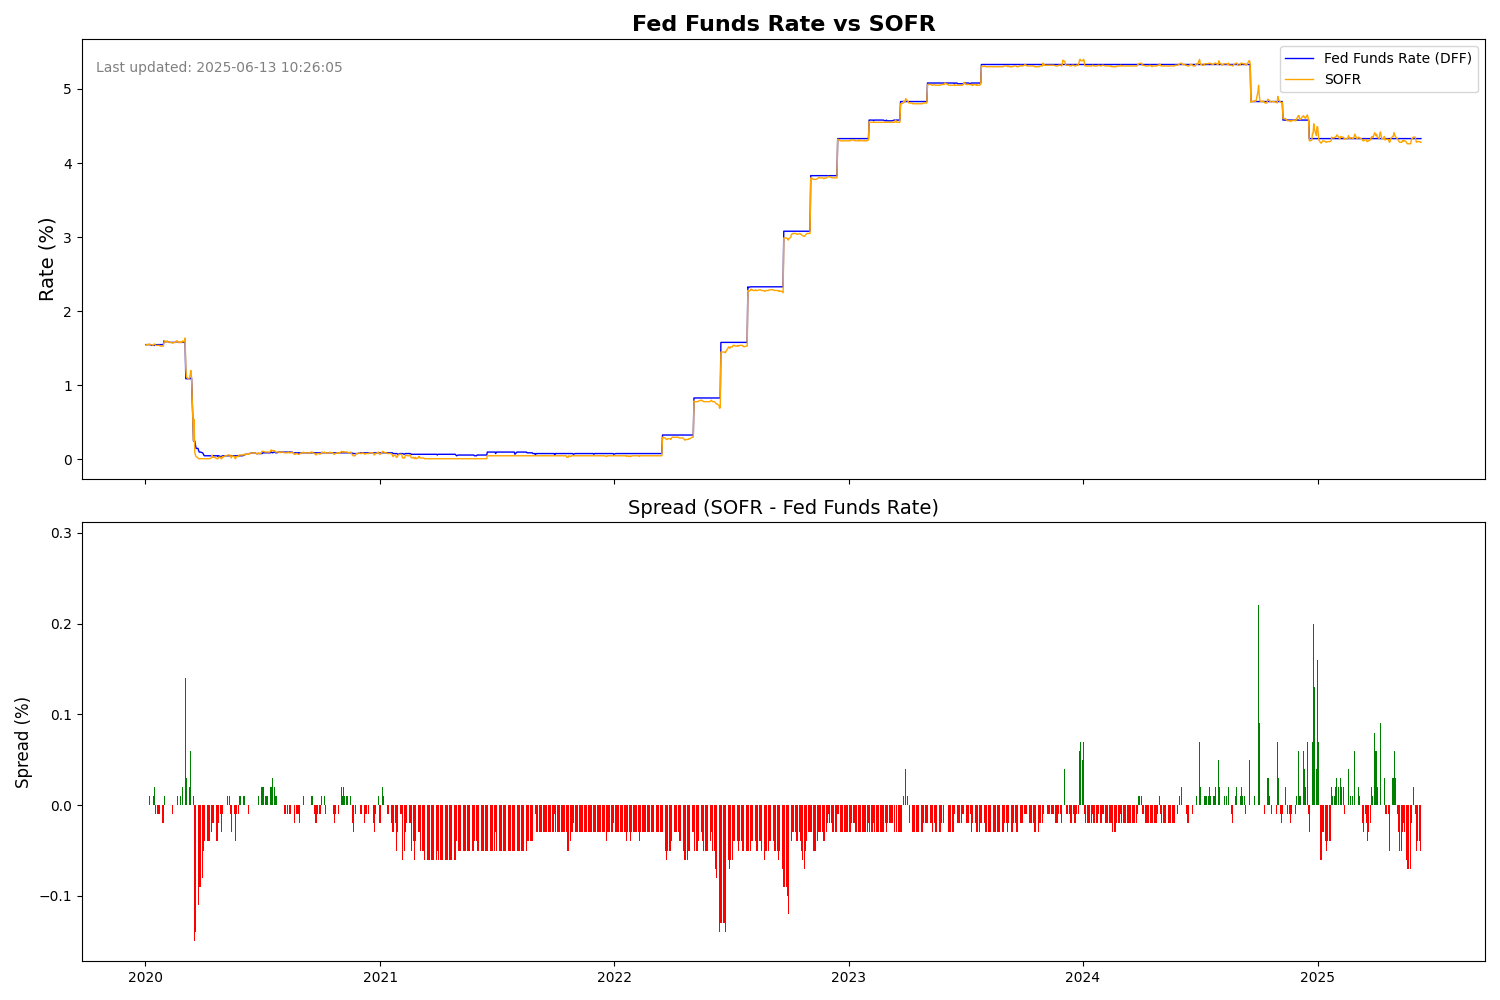 Fed Funds Rate vs SOFR
Last updated: 2025-06-13 10:26:05
Fed Funds Rate (DFF)
SOFR
Rate (%)
5
4
3
2
1
0
Spread (SOFR - Fed Funds Rate)
Spread (%)
0.3
0.2
0.1
0.0
−0.1
2020 2021 2022 2023 2024 2025